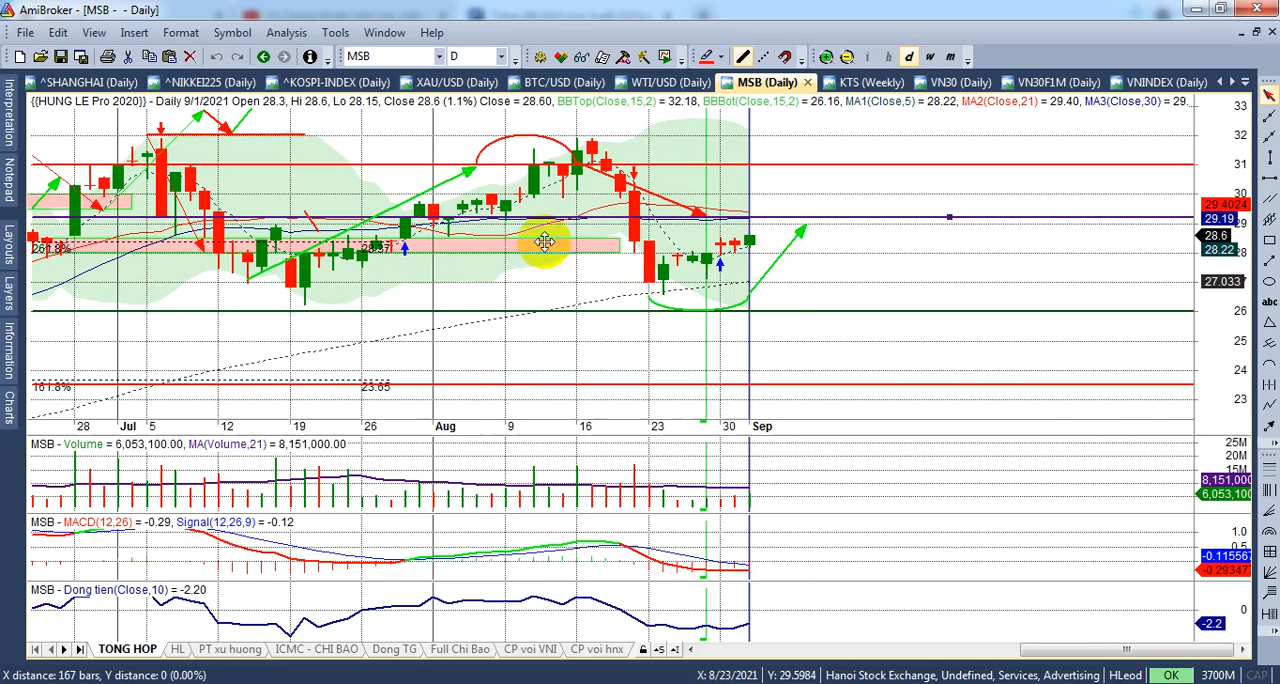 AmiBroker - [MSB - - Daily]
File Edit View Insert Format Symbol Analysis Tools Window Help
MSB D i h i d w m
^SHANGHAI (Daily) ^NIKKEI225 (Daily) ^KOSPI-INDEX (Daily) XAU/USD (Daily) BTC/USD (Daily) WTI/USD (Daily) MSB (Daily) KTS (Weekly) VN30 (Daily) VN30F1M (Daily) VNINDEX (Daily)
{{HUNG LE Pro 2020}} - Daily 9/1/2021 Open 28.3, Hi 28.6, Lo 28.15, Close 28.6 (1.1%) Close = 28.60, BBTop(Close,15,2) = 32.18, BBBot(Close,15,2) = 26.16, MA1(Close,5) = 28.22, MA2(Close,21) = 29.40, MA3(Close,30) = 29.
Interpretation
Notepad
Layouts
Layers
Information
Charts
abc
33
32
31
30
29.4024
29.19
29
28.6
28.22
28
27.033
26
25
24
23
261.8% 28.37
161.8% 23.65
28 Jul 5 12 19 26 Aug 9 16 23 30 Sep
MSB - Volume = 6,053,100.00, MA(Volume,21) = 8,151,000.00
25M
20M
15M
8,151,000
6,053,100
MSB - MACD(12,26) = -0.29, Signal(12,26,9) = -0.12
1.0
0.5
-0.115567
-0.29347
MSB - Dong tien(Close,10) = -2.20
0
-2.2
TONG HOP HL PT xu huong ICMC - CHI BAO Dong TG Full Chi Bao CP voi VNI CP voi hnx
X distance: 167 bars, Y distance: 0 (0.00%) X: 8/23/2021 Y: 29.5984 Hanoi Stock Exchange, Undefined, Services, Advertising HLeod OK 3700M CAP